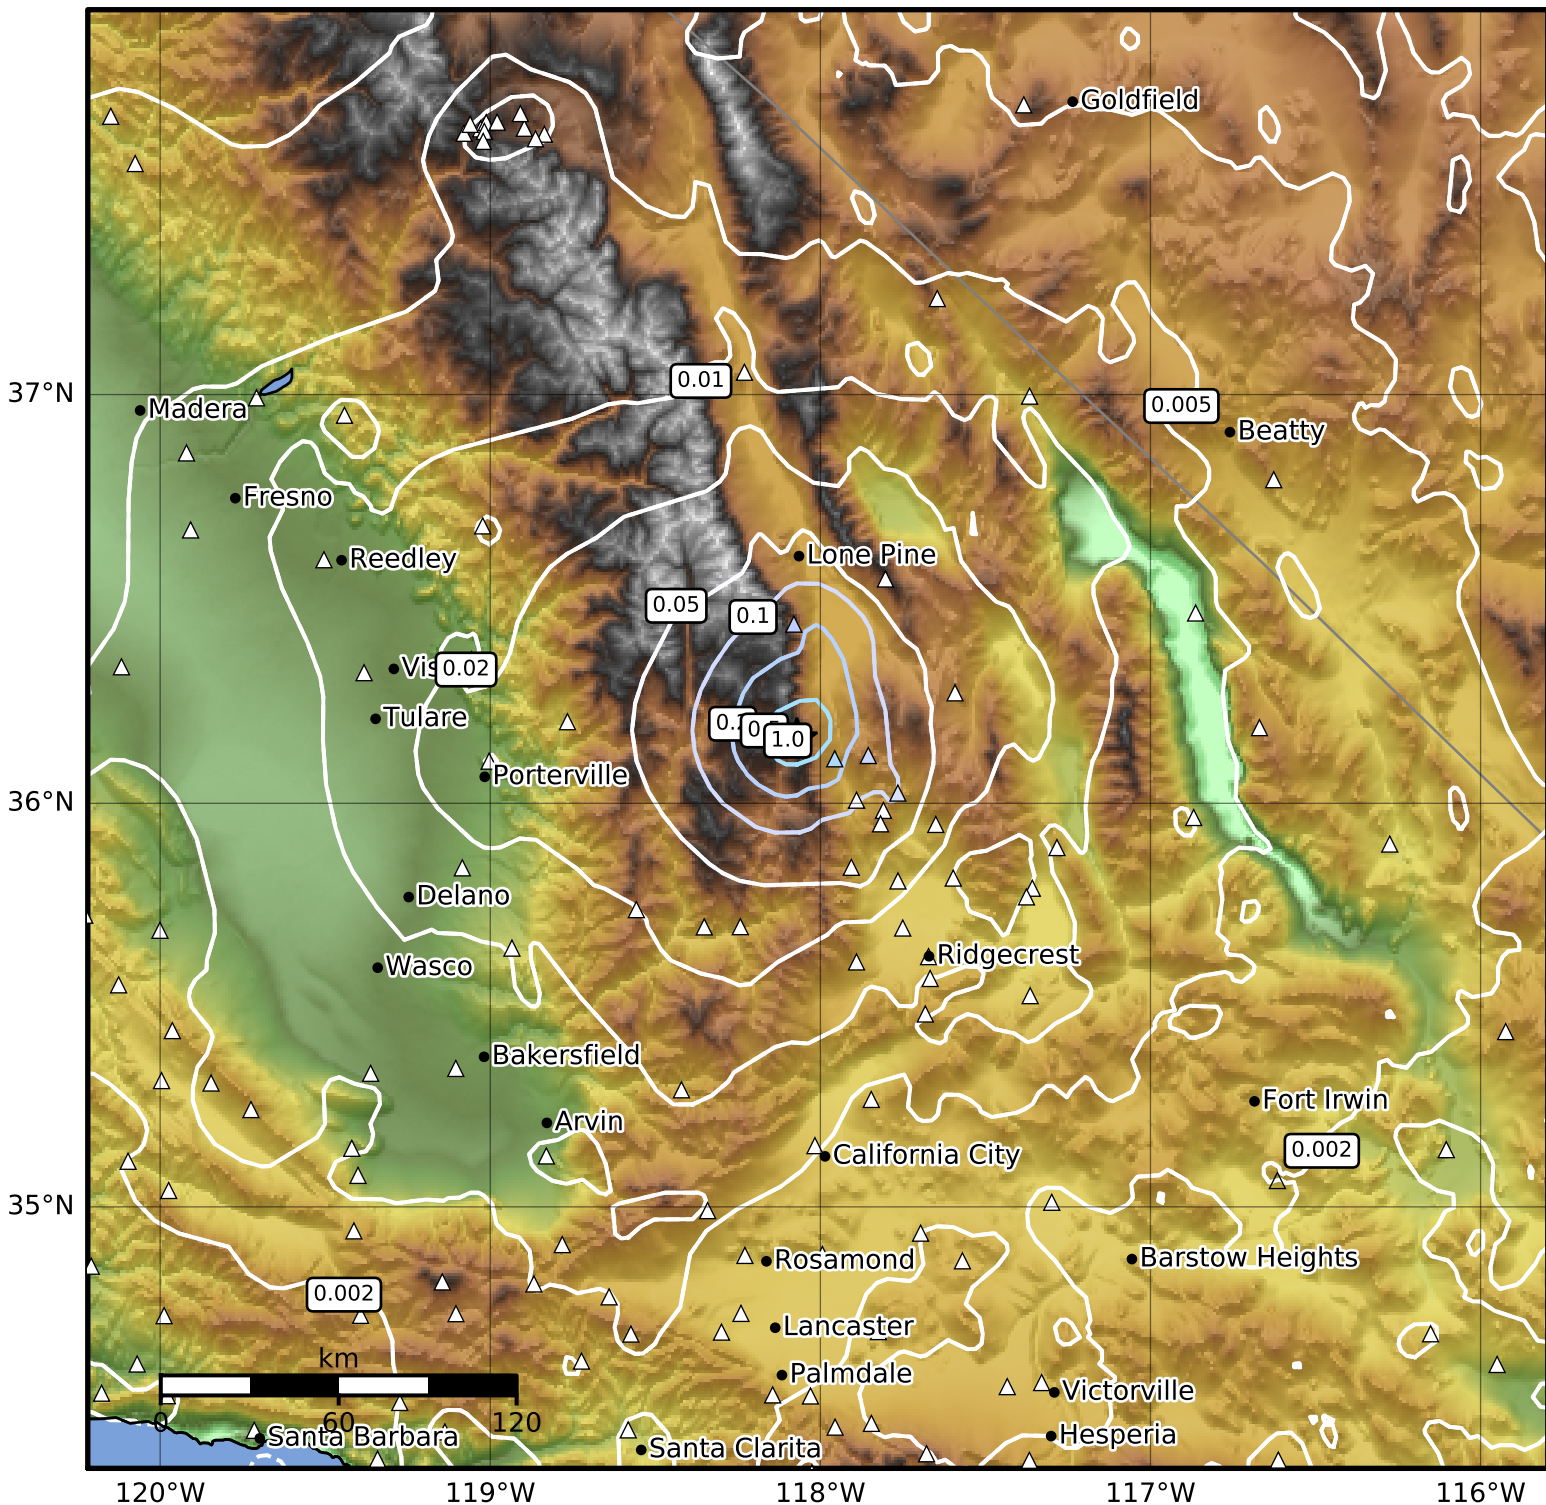 Goldfield
0.01
37°N
0.005
Madera
Beatty
Fresno
Lone Pine
Reedley
0.05
0.1
Vis
0.02
Tulare
1.0
Porterville
36°N
Delano
Ridgecrest
Wasco
Bakersfield
Fort Irwin
Arvin
0.002
California City
35°N
Rosamond
Barstow Heights
0.002
Lancaster
km
Palmdale
Victorville
0 60 120
Santa Barbara
Hesperia
Santa Clarita
120°W 119°W 118°W 117°W 116°W